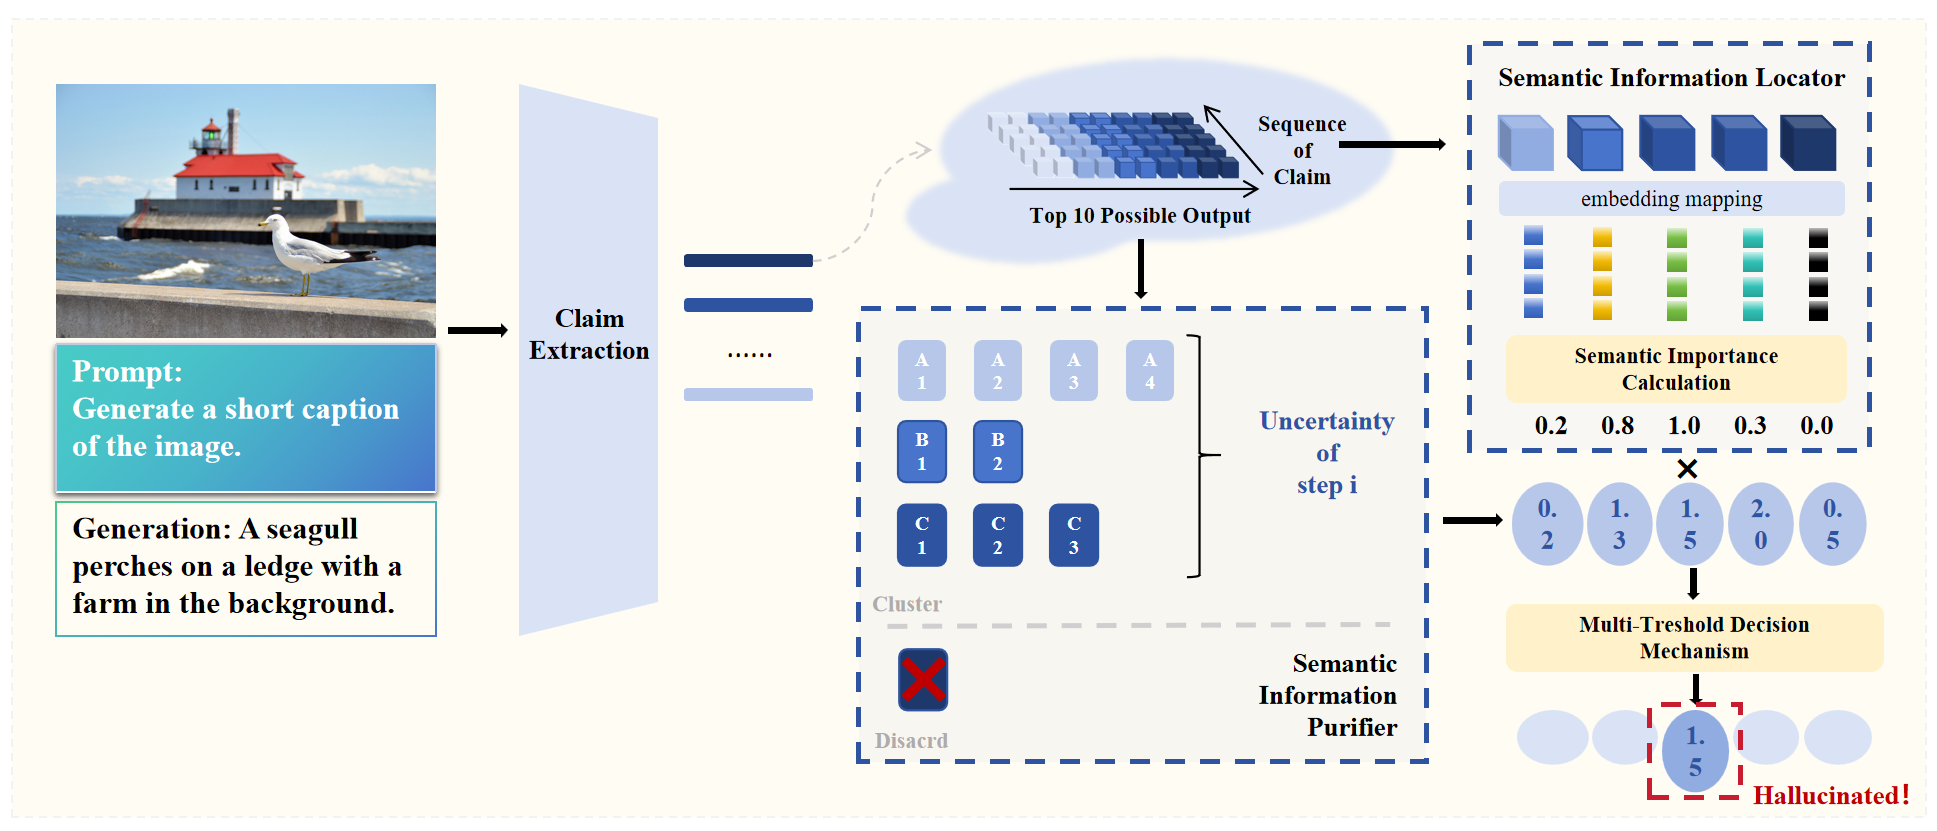 Prompt:
Generate a short caption
of the image.
Generation: A seagull
perches on a ledge with a
farm in the background.
Claim
Extraction
......
Sequence
of
Claim
Top 10 Possible Output
A
1
A
2
A
3
A
4
B
1
B
2
C
1
C
2
C
3
Uncertainty
of
step i
Cluster
Disacrd
Semantic
Information
Purifier
Semantic Information Locator
embedding mapping
Semantic Importance
Calculation
0.2 0.8 1.0 0.3 0.0
×
0.
2
1.
3
1.
5
2.
0
0.
5
Multi-Treshold Decision
Mechanism
1.
5
Hallucinated!